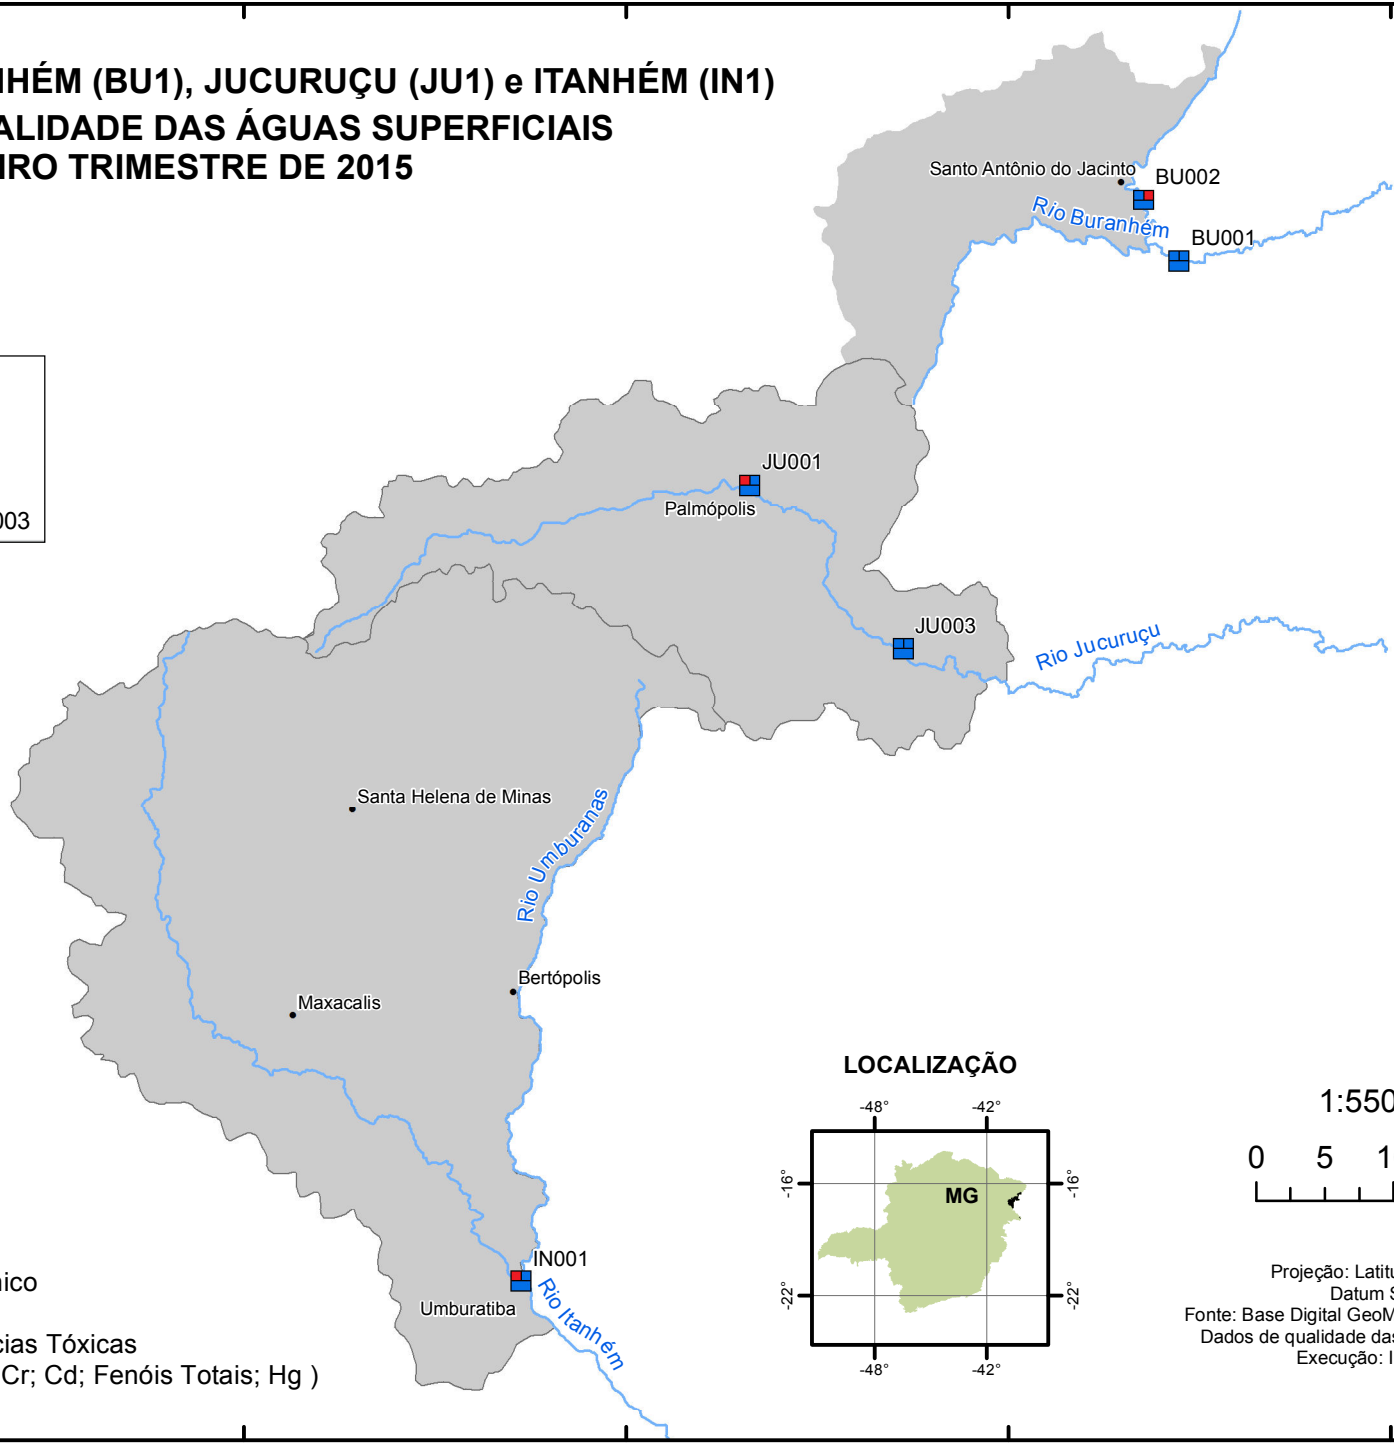 NHÉM (BU1), JUCURUÇU (JU1) e ITANHÉM (IN1)
ALIDADE DAS ÁGUAS SUPERFICIAIS
IRO TRIMESTRE DE 2015
Santo Antônio do Jacinto
BU002
Rio Buranhém
BU001
JU001
Palmópolis
003
JU003
Rio Jucuruçu
Santa Helena de Minas
Rio Umburanas
Bertópolis
Maxacalis
LOCALIZAÇÃO
-48° -42°
-16° MG -16°
-22° -22°
-48° -42°
1:550
0 5 1
IN001
Umburatiba
Rio Itanhém
nico
cias Tóxicas
Cr; Cd; Fenóis Totais; Hg )
Projeção: Latitu
Datum S
Fonte: Base Digital GeoM
Dados de qualidade das
Execução: I